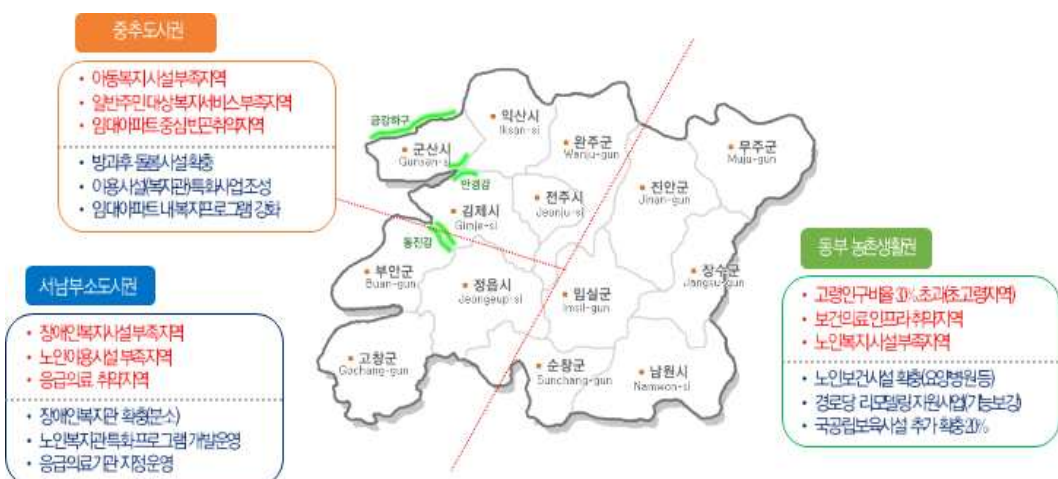 중추도시권
• 아동복지시설부족지역
• 일반주민대상복지서비스부족지역
• 임대아파트중심빈곤취약지역
• 방과후 돌봄시설확충
• 이용시설(복지관)특화사업조성
• 임대아파트내복지프로그램강화
서남부소도시권
• 장애인복지시설부족지역
• 노인이용시설 부족지역
• 응급의료 취약지역
• 장애인복지관 확충(분소)
• 노인복지관특화프로그램개발운영
• 응급의료기관 지정운영
금강하구
익산시
Iksan-si
군산시
Gunsan-si
완주군
Wanju-gun
무주군
Muju-gun
만경강
전주시
Jeonju-si
진안군
Jinan-gun
김제시
Gimje-si
동진강
부안군
Buan-gun
정읍시
Jeongeup-si
임실군
Imsil-gun
장수군
Jangsu-gun
고창군
Gochang-gun
순창군
Sunchang-gun
남원시
Namwon-si
동부 농촌생활권
• 고령인구비율30%초과(초고령지역)
• 보건의료인프라취약지역
• 노인복지시설부족지역
• 노인보건시설 확충(요양병원등)
• 경로당 리모델링지원사업(기능보강)
• 국공립보육시설 추가 확충20%